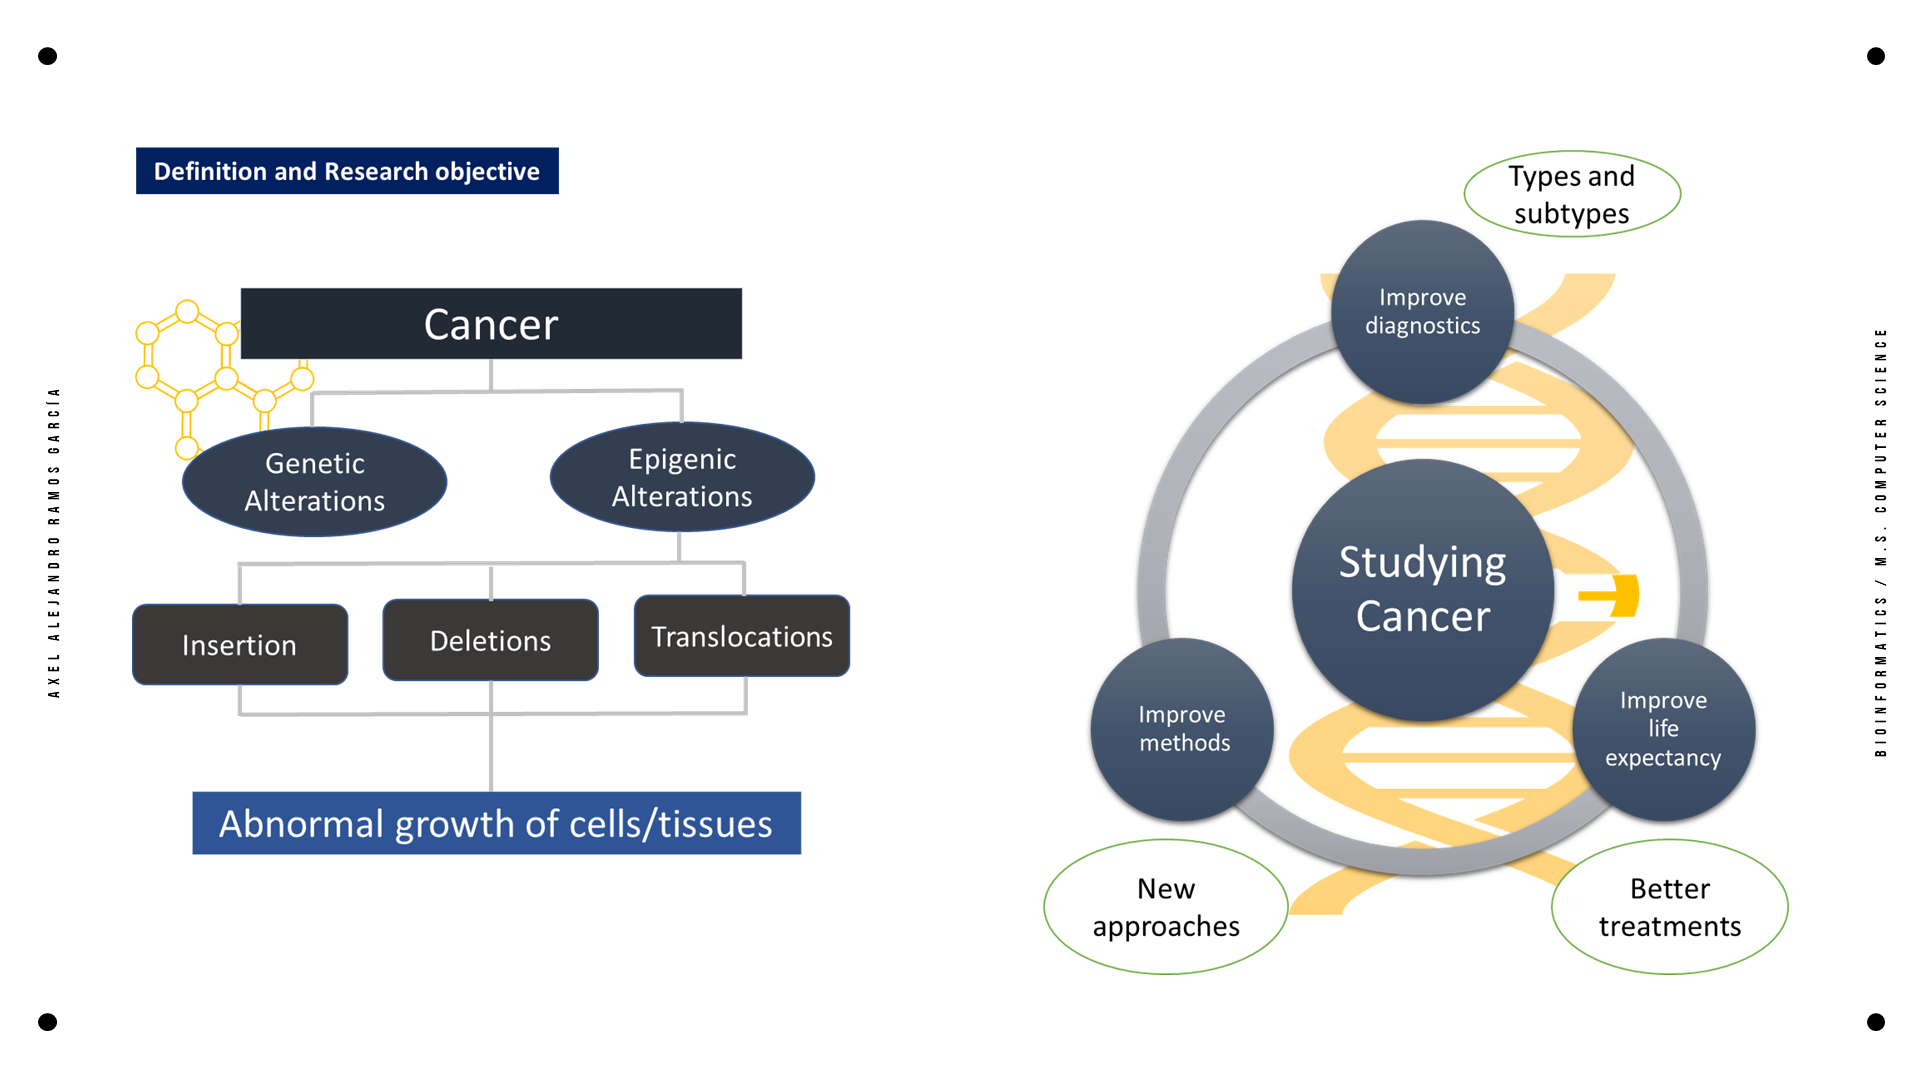 Definition and Research objective
Cancer
Genetic
Alterations
Epigenic
Alterations
Insertion
Deletions
Translocations
Abnormal growth of cells/tissues
Types and
subtypes
Improve
diagnostics
Studying
Cancer
Improve
methods
Improve
life
expectancy
New
approaches
Better
treatments
AXEL ALEJANDRO RAMOS GARCÍA
BIOINFORMATICS / M.S. COMPUTER SCIENCE